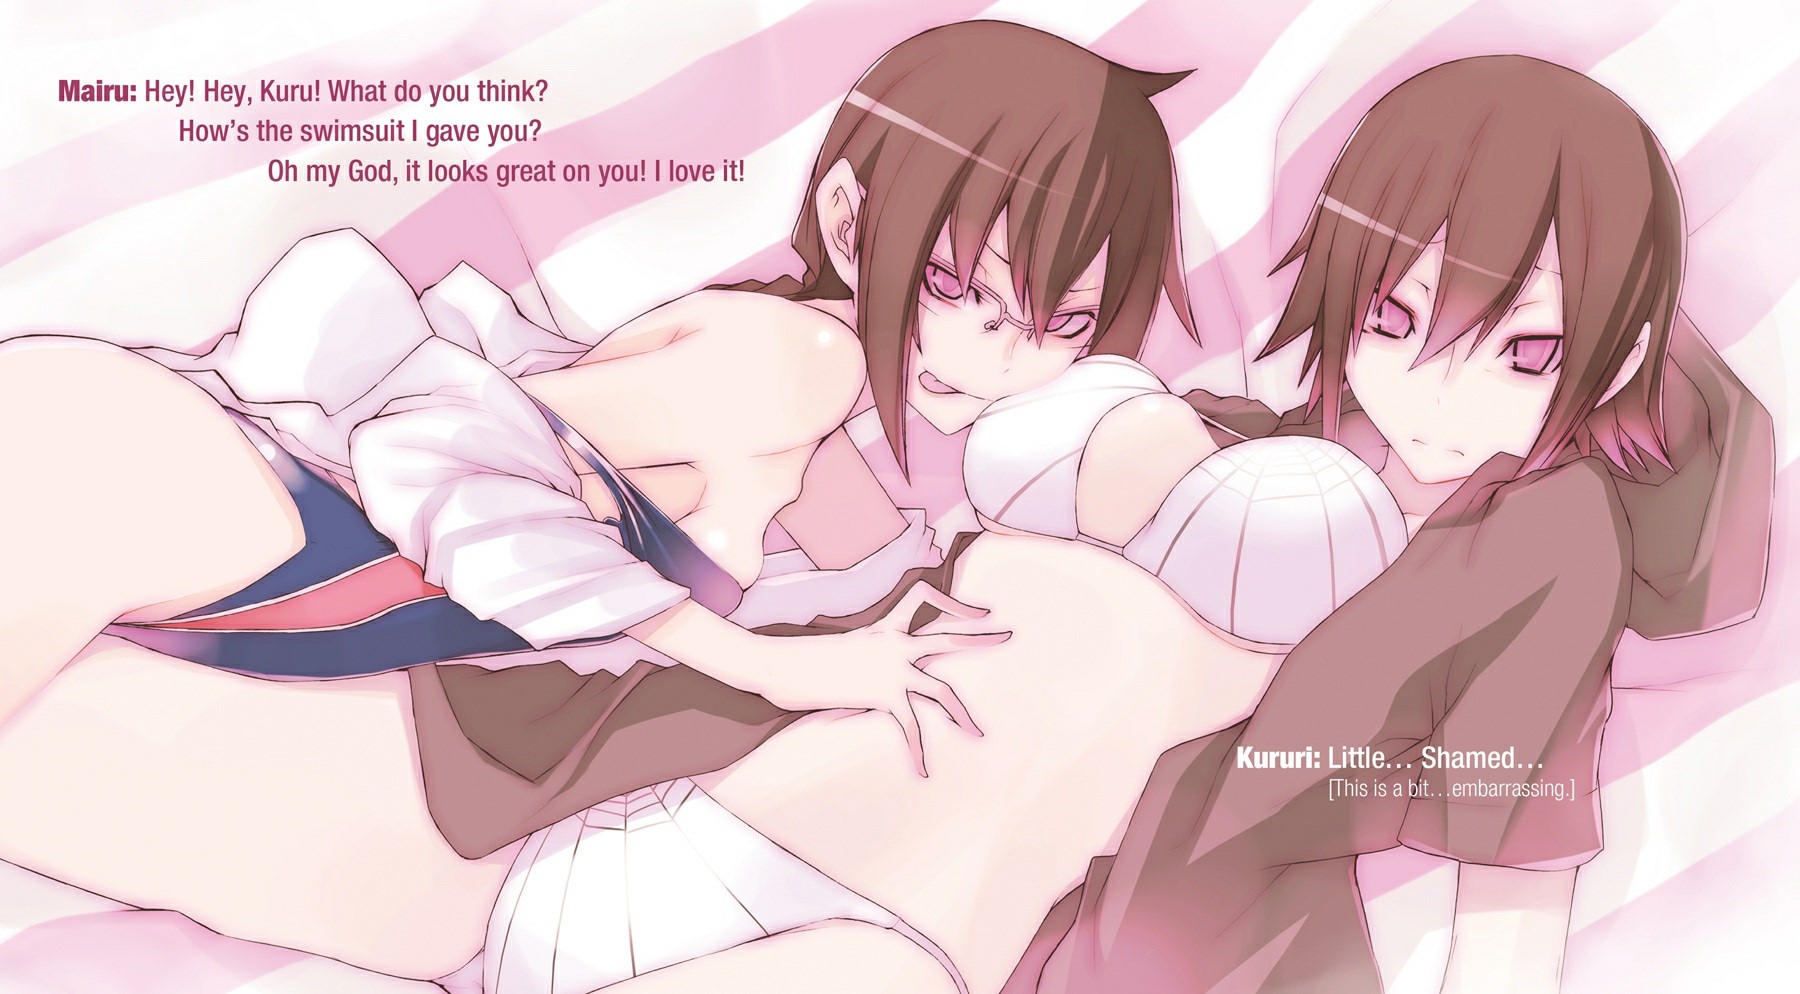 Mairu: Hey! Hey, Kuru! What do you think?
How's the swimsuit I gave you?
Oh my God, it looks great on you! I love it!
Kururi: Little… Shamed…
[This is a bit…embarrassing.]